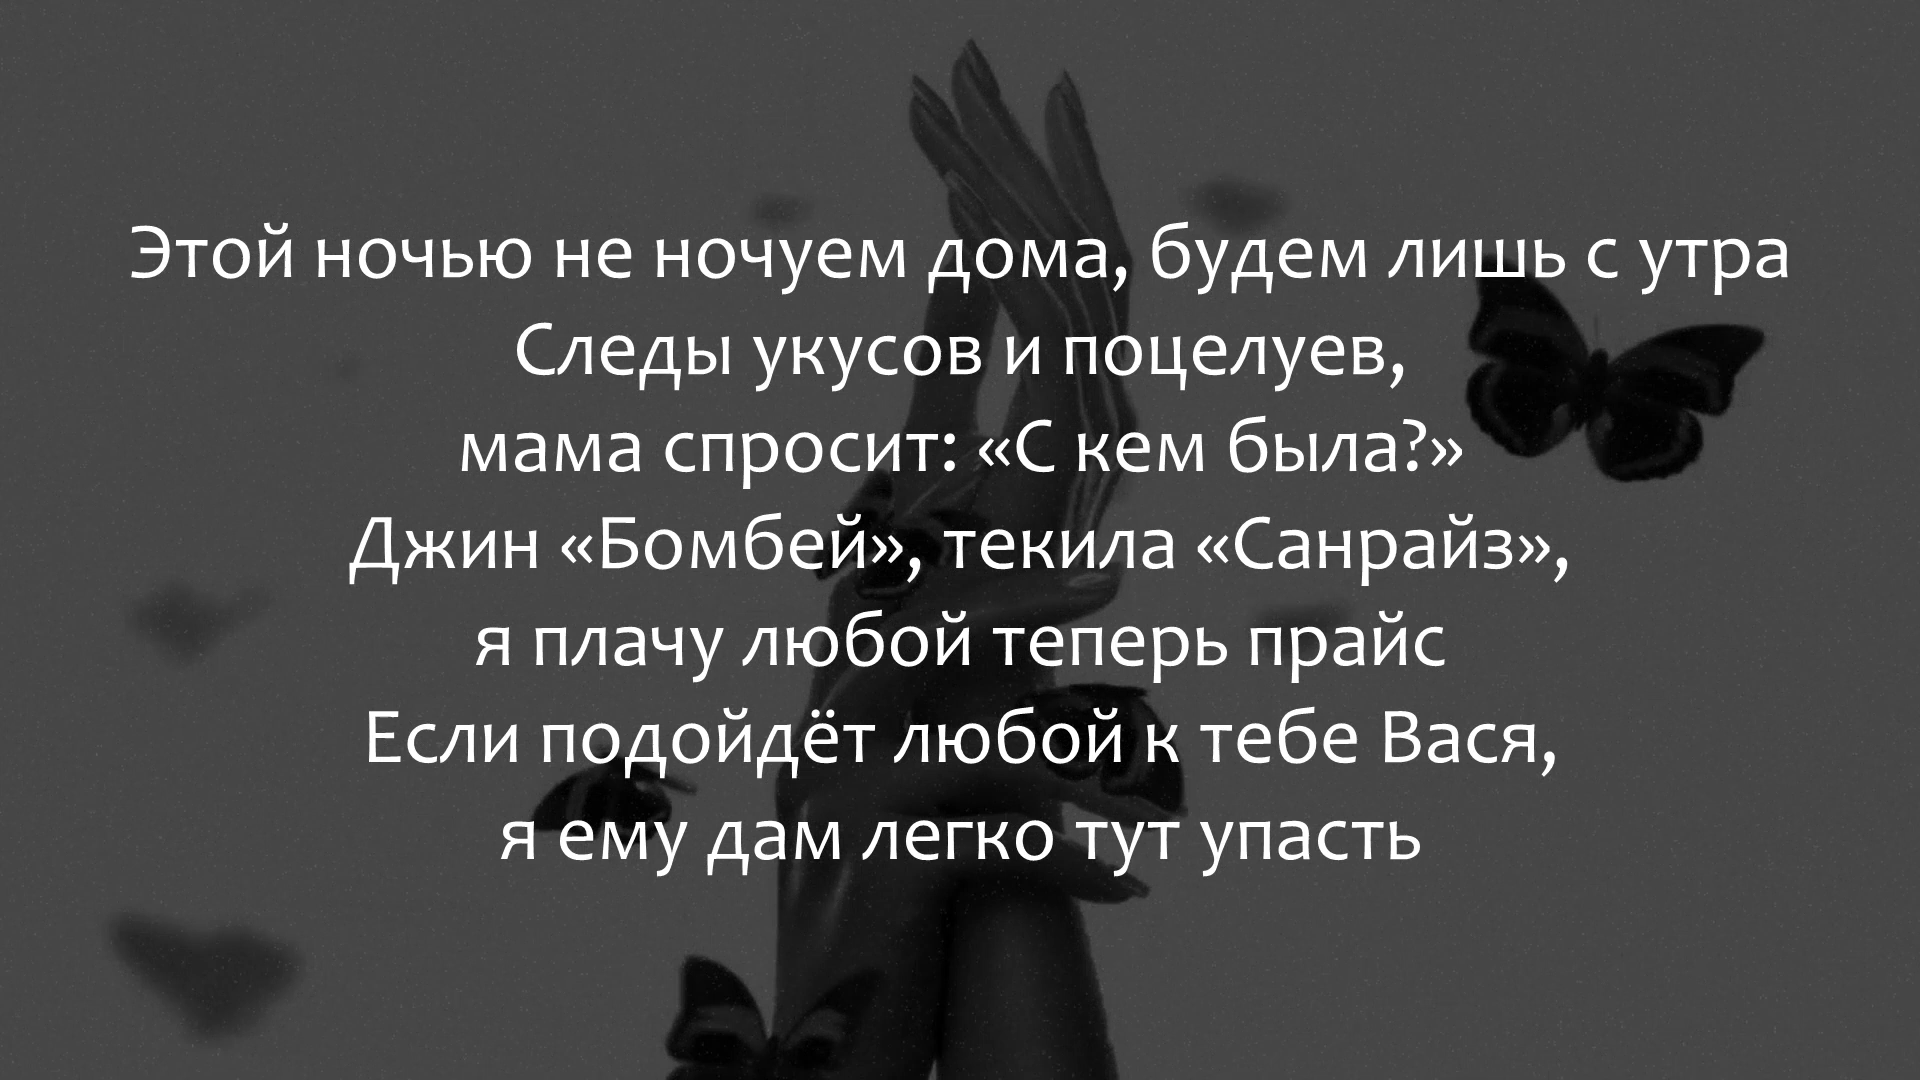 Этой ночью не ночуем дома, будем лишь с утра
Следы укусов и поцелуев,
мама спросит: «С кем была?»
Джин «Бомбей», текила «Санрайз»,
я плачу любой теперь прайс
Если подойдёт любой к тебе Вася,
я ему дам легко тут упасть